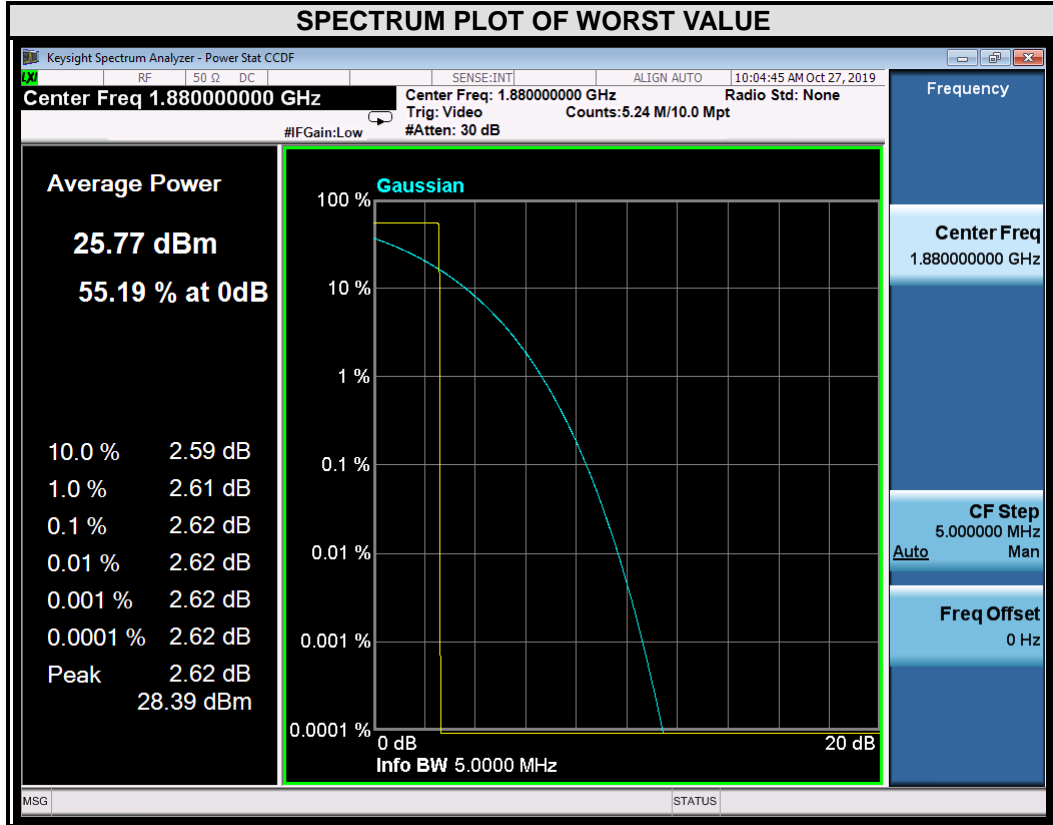 SPECTRUM PLOT OF WORST VALUE
Keysight Spectrum Analyzer - Power Stat CCDF
LXI RF 50 Ω DC SENSE:INT ALIGN AUTO 10:04:45 AM Oct 27, 2019
Center Freq 1.880000000 GHz
Center Freq: 1.880000000 GHz Radio Std: None
Trig: Video Counts:5.24 M/10.0 Mpt
#IFGain:Low #Atten: 30 dB
Frequency
Average Power
25.77 dBm
55.19 % at 0dB
10.0 % 2.59 dB
1.0 % 2.61 dB
0.1 % 2.62 dB
0.01 % 2.62 dB
0.001 % 2.62 dB
0.0001 % 2.62 dB
Peak 2.62 dB
28.39 dBm
Gaussian
100 %
10 %
1 %
0.1 %
0.01 %
0.001 %
0.0001 %
0 dB 20 dB
Info BW 5.0000 MHz
Center Freq
1.880000000 GHz
CF Step
5.000000 MHz
Auto Man
Freq Offset
0 Hz
MSG STATUS